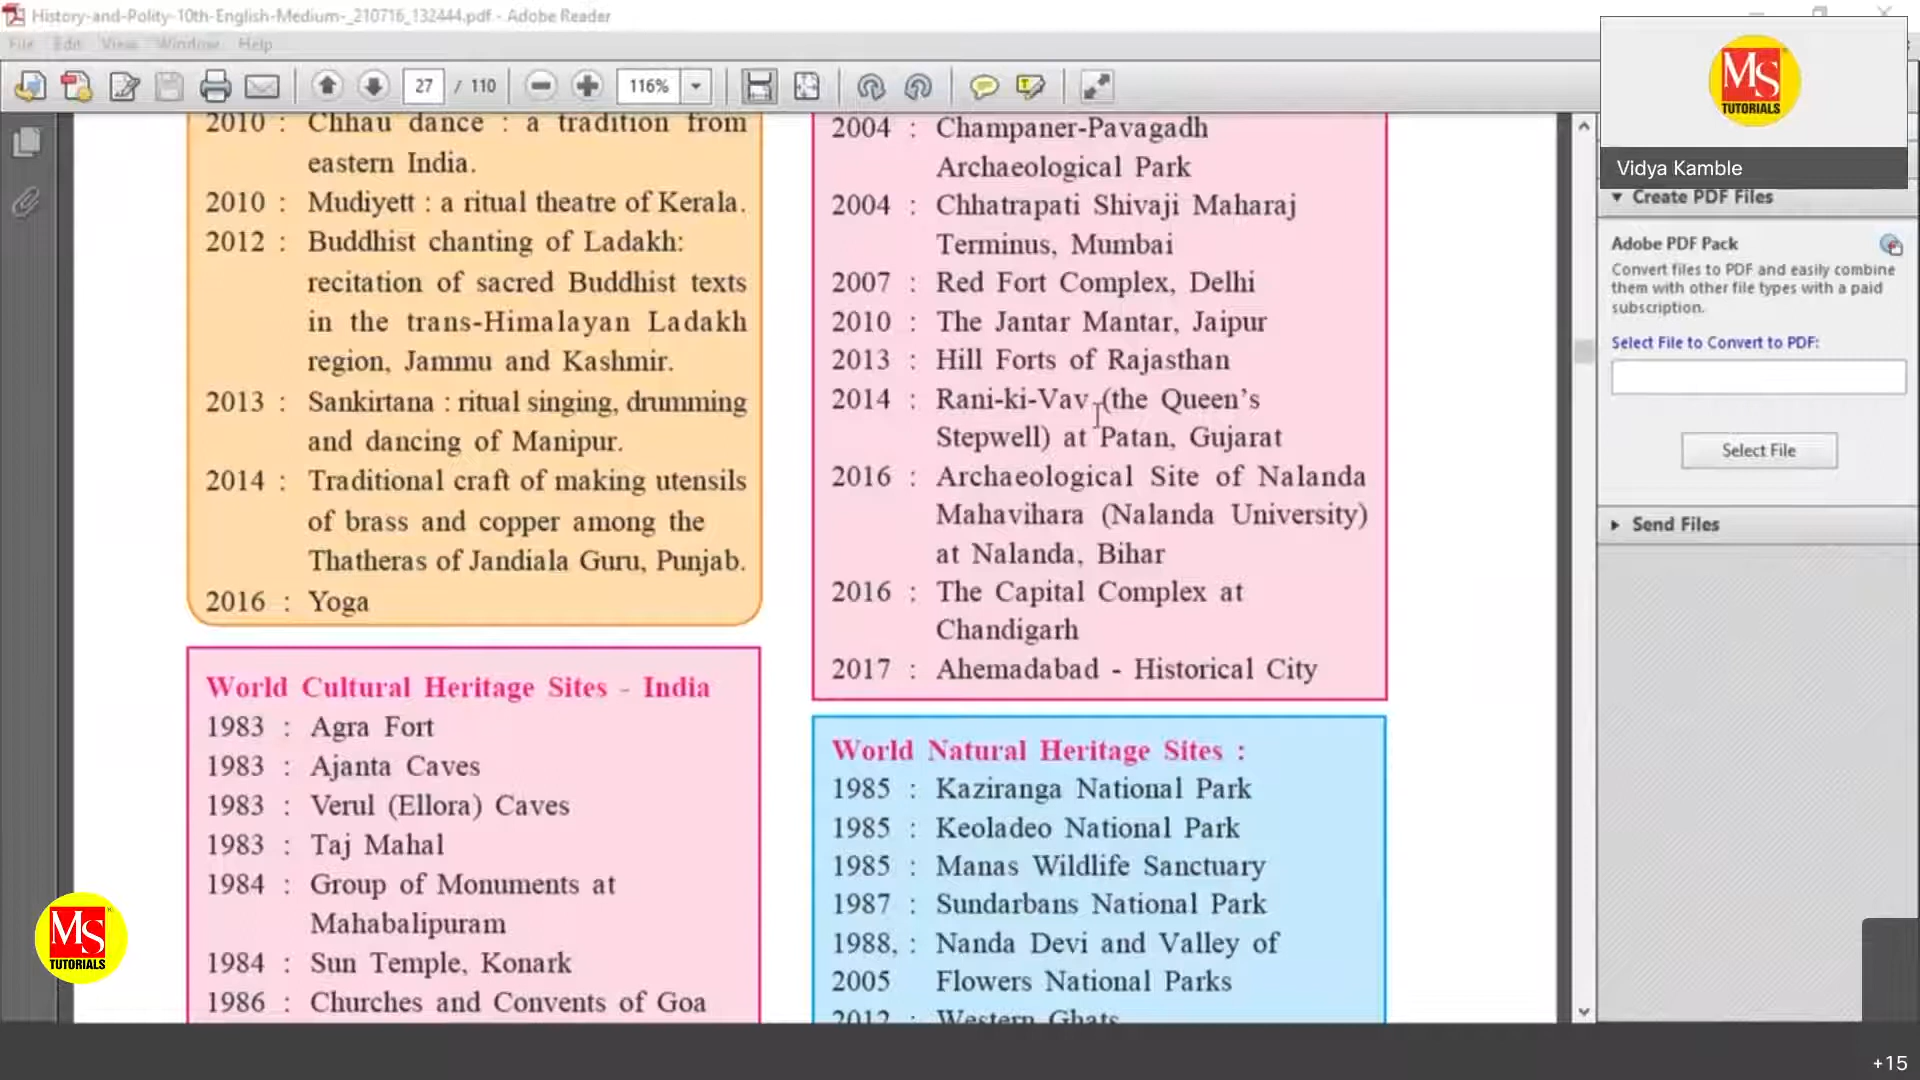 History-and-Polity-10th-English-Medium-_210716_132444.pdf - Adobe Reader
File Edit View Window Help
27 / 110 116%
2010 : Chhau dance : a tradition from
eastern India.
2010 : Mudiyett : a ritual theatre of Kerala.
2012 : Buddhist chanting of Ladakh:
recitation of sacred Buddhist texts
in the trans-Himalayan Ladakh
region, Jammu and Kashmir.
2013 : Sankirtana : ritual singing, drumming
and dancing of Manipur.
2014 : Traditional craft of making utensils
of brass and copper among the
Thatheras of Jandiala Guru, Punjab.
2016 : Yoga
World Cultural Heritage Sites - India
1983 : Agra Fort
1983 : Ajanta Caves
1983 : Verul (Ellora) Caves
1983 : Taj Mahal
1984 : Group of Monuments at
Mahabalipuram
1984 : Sun Temple, Konark
1986 : Churches and Convents of Goa
2004 : Champaner-Pavagadh
Archaeological Park
2004 : Chhatrapati Shivaji Maharaj
Terminus, Mumbai
2007 : Red Fort Complex, Delhi
2010 : The Jantar Mantar, Jaipur
2013 : Hill Forts of Rajasthan
2014 : Rani-ki-Vav (the Queen's
Stepwell) at Patan, Gujarat
2016 : Archaeological Site of Nalanda
Mahavihara (Nalanda University)
at Nalanda, Bihar
2016 : The Capital Complex at
Chandigarh
2017 : Ahemadabad - Historical City
World Natural Heritage Sites :
1985 : Kaziranga National Park
1985 : Keoladeo National Park
1985 : Manas Wildlife Sanctuary
1987 : Sundarbans National Park
1988, : Nanda Devi and Valley of
2005 Flowers National Parks
2012 : Western Ghats
MS
TUTORIALS
Vidya Kamble
Create PDF Files
Adobe PDF Pack
Convert files to PDF and easily combine
them with other file types with a paid
subscription.
Select File to Convert to PDF:
Select File
Send Files
MS
TUTORIALS
+15